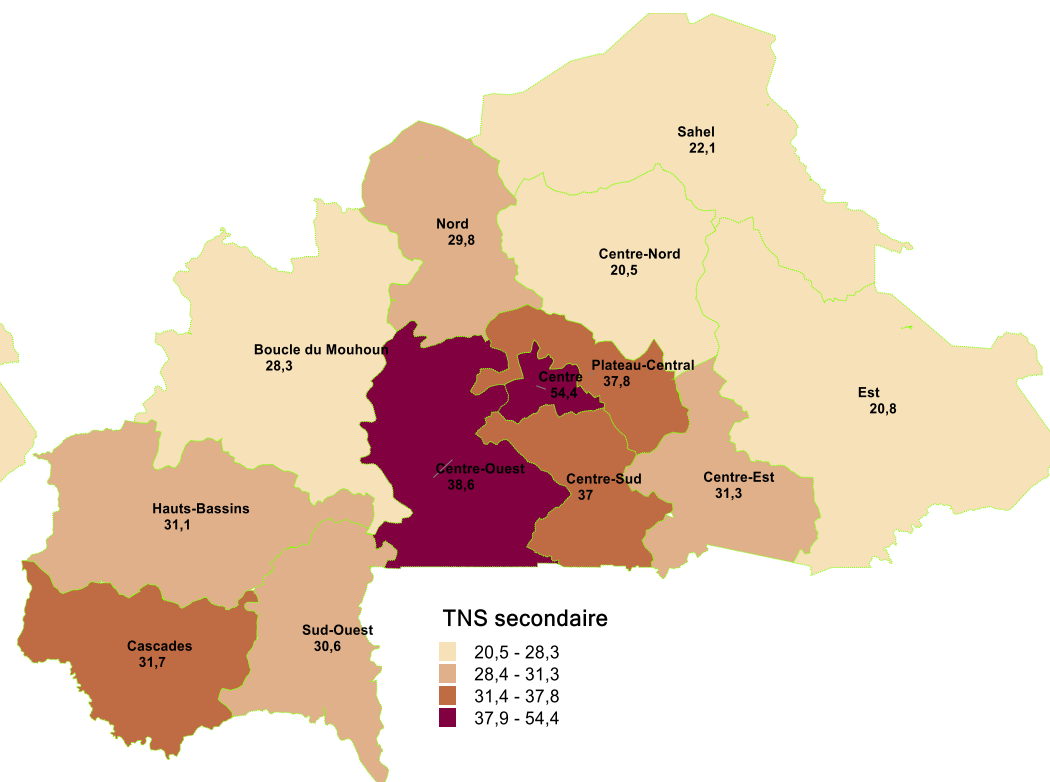 Sahel
22,1
Nord
29,8
Centre-Nord
20,5
Boucle du Mouhoun
28,3
Plateau-Central
37,8
Centre
54,4
Est
20,8
Centre-Ouest
38,6
Centre-Sud
37
Centre-Est
31,3
Hauts-Bassins
31,1
Sud-Ouest
30,6
Cascades
31,7
TNS secondaire
20,5 - 28,3
28,4 - 31,3
31,4 - 37,8
37,9 - 54,4